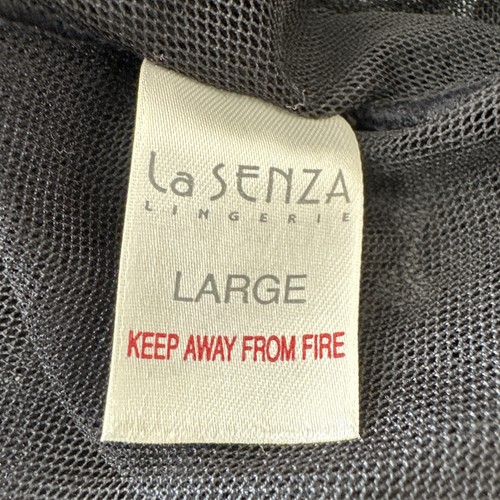 La SENZA
LINGERIE
LARGE
KEEP AWAY FROM FIRE